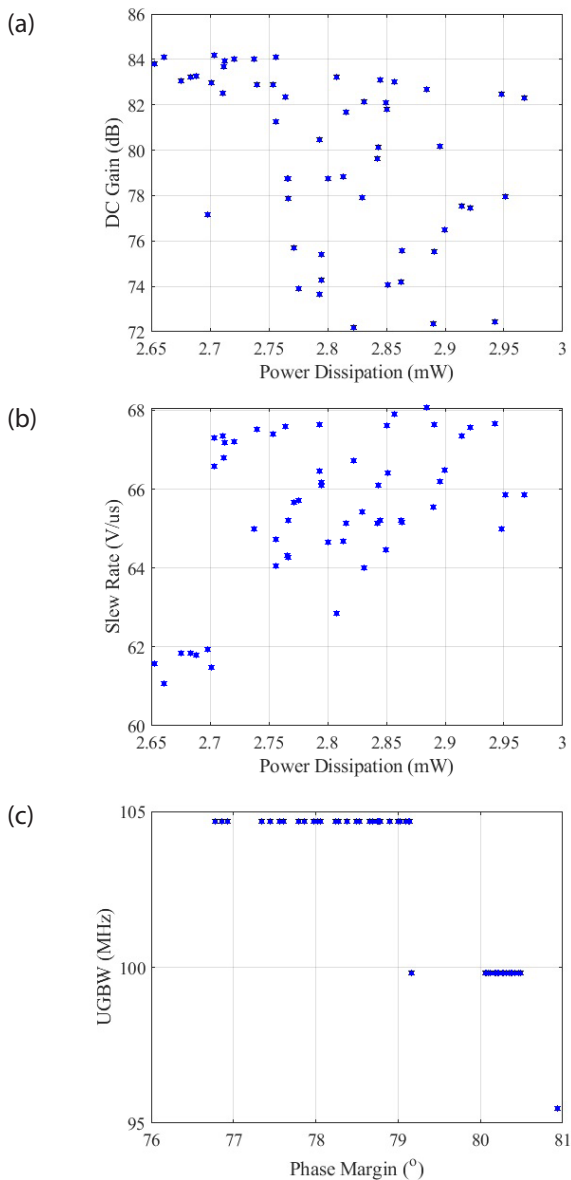 (a)
86
84
82
80
78
76
74
72
DC Gain (dB)
2.65 2.7 2.75 2.8 2.85 2.9 2.95 3
Power Dissipation (mW)
(b)
68
66
64
62
60
Slew Rate (V/us)
2.65 2.7 2.75 2.8 2.85 2.9 2.95 3
Power Dissipation (mW)
(c)
105
100
95
UGBW (MHz)
76 77 78 79 80 81
Phase Margin (°)